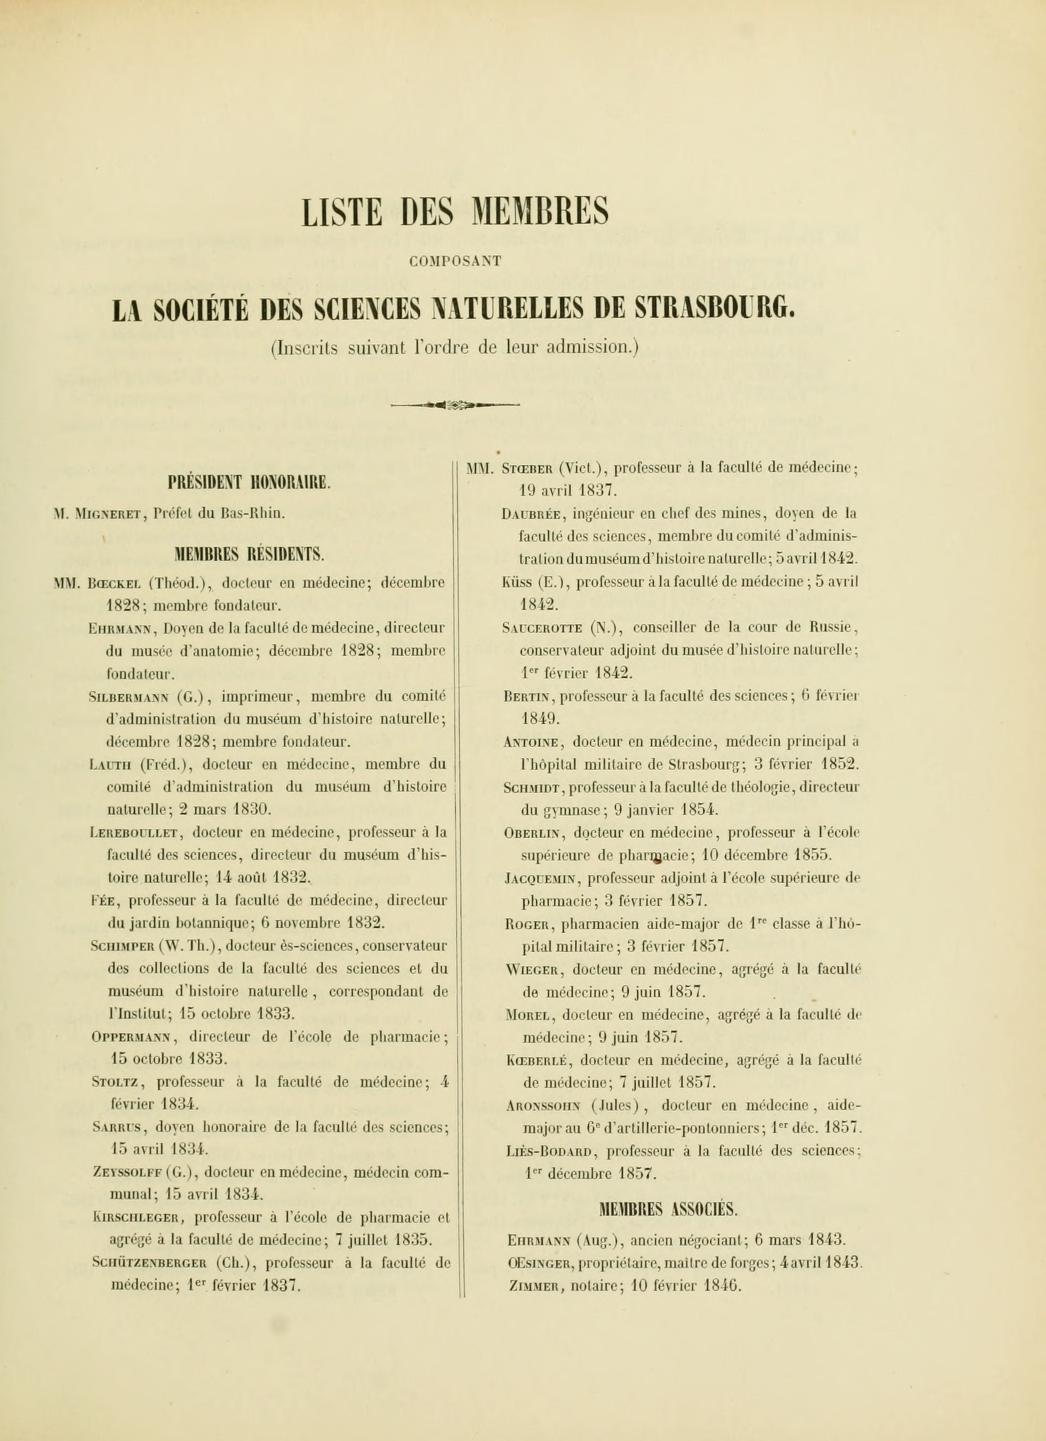 LISTE DES MEMBRES
COMPOSANT
LA SOCIÉTÉ DES SCIENCES NATURELLES DE STRASBOURG.
(Inscrits suivant l'ordre de leur admission.)
PRÉSIDENT HONORAIRE.
M. MIGNERET, Préfet du Bas-Rhin.
MEMBRES RÉSIDENTS.
MM. BŒCKEL (Théod.), docteur en médecine; décembre
1828; membre fondateur.
EHRMANN, Doyen de la faculté de médecine, directeur
du musée d'anatomie; décembre 1828; membre
fondateur.
SILBERMANN (G.), imprimeur, membre du comité
d'administration du muséum d'histoire naturelle;
décembre 1828; membre fondateur.
LAUTH (Fréd.), docteur en médecine, membre du
comité d'administration du muséum d'histoire
naturelle; 2 mars 1830.
LEREBOULLET, docteur en médecine, professeur à la
faculté des sciences, directeur du muséum d'his-
toire naturelle; 14 août 1832.
FÉE, professeur à la faculté de médecine, directeur
du jardin botannique; 6 novembre 1832.
SCHIMPER (W. Th.), docteur ès-sciences, conservateur
des collections de la faculté des sciences et du
muséum d'histoire naturelle, correspondant de
l'Institut; 15 octobre 1833.
OPPERMANN, directeur de l'école de pharmacie;
15 octobre 1833.
STOLTZ, professeur à la faculté de médecine; 4
février 1834.
SARRUS, doyen honoraire de la faculté des sciences;
15 avril 1834.
ZEYSSOLFF (G.), docteur en médecine, médecin com-
munal; 15 avril 1834.
KIRSCHLEGER, professeur à l'école de pharmacie et
agrégé à la faculté de médecine; 7 juillet 1835.
SCHÜTZENBERGER (Ch.), professeur à la faculté de
médecine; 1er février 1837.
MM. STŒBER (Vict.), professeur à la faculté de médecine;
19 avril 1837.
DAUBRÉE, ingénieur en chef des mines, doyen de la
faculté des sciences, membre du comité d'adminis-
tration du muséum d'histoire naturelle; 5 avril 1842.
KÜSS (E.), professeur à la faculté de médecine; 5 avril
1842.
SAUCEROTTE (N.), conseiller de la cour de Russie,
conservateur adjoint du musée d'histoire naturelle;
1er février 1842.
BERTIN, professeur à la faculté des sciences; 6 février
1849.
ANTOINE, docteur en médecine, médecin principal à
l'hôpital militaire de Strasbourg; 3 février 1852.
SCHMIDT, professeur à la faculté de théologie, directeur
du gymnase; 9 janvier 1854.
OBERLIN, docteur en médecine, professeur à l'école
supérieure de pharmacie; 10 décembre 1855.
JACQUEMIN, professeur adjoint à l'école supérieure de
pharmacie; 3 février 1857.
ROGER, pharmacien aide-major de 1re classe à l'hô-
pital militaire; 3 février 1857.
WIEGER, docteur en médecine, agrégé à la faculté
de médecine; 9 juin 1857.
MOREL, docteur en médecine, agrégé à la faculté de
médecine; 9 juin 1857.
KŒBERLÉ, docteur en médecine, agrégé à la faculté
de médecine; 7 juillet 1857.
ARONSSOHN (Jules), docteur en médecine, aide-
major au 6e d'artillerie-pontonniers; 1er déc. 1857.
LIÈS-BODARD, professeur à la faculté des sciences;
1er décembre 1857.
MEMBRES ASSOCIÉS.
EHRMANN (Aug.), ancien négociant; 6 mars 1843.
OESINGER, propriétaire, maître de forges; 4 avril 1843.
ZIMMER, notaire; 10 février 1846.